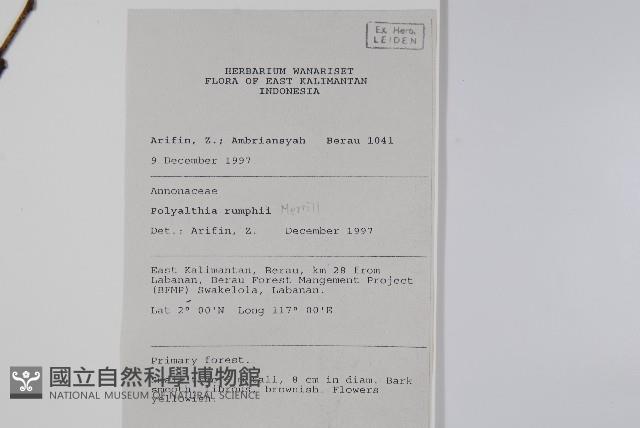 Ex Herb.
LEIDEN
HERBARIUM WANARISET
FLORA OF EAST KALIMANTAN
INDONESIA
Arifin, Z.; Ambriansyah Berau 1041
9 December 1997
Annonaceae
Polyalthia rumphii Merrill
Det.: Arifin, Z. December 1997
East Kalimantan, Berau, km 28 from
Labanan, Berau Forest Mangement Project
(BFMP) Swakelola, Labanan.
Lat 2° 00'N Long 117° 00'E
Primary forest.
tall, 8 cm in diam. Bark
smooth, fibrous, brownish. Flowers
yellowish.
國立自然科學博物館
NATIONAL MUSEUM OF NATURAL SCIENCE